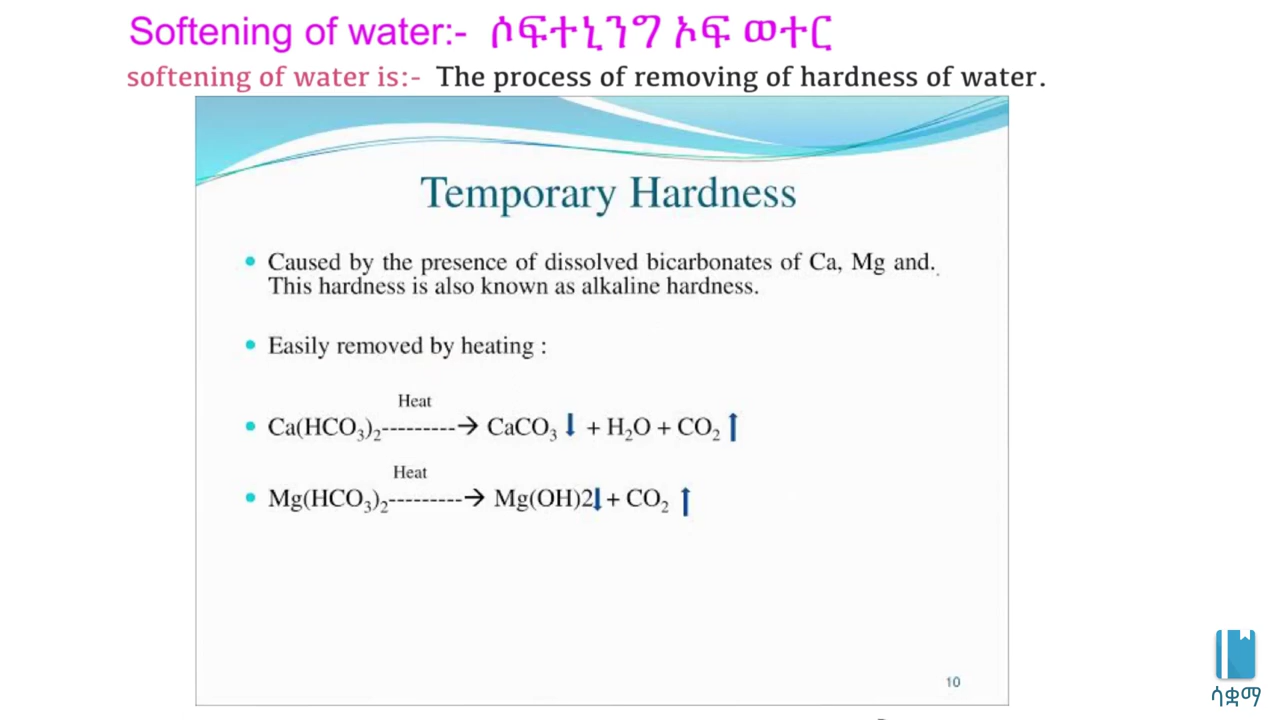 Softening of water:- ሶፍተኒንግ ኦፍ ወተር
softening of water is:- The process of removing of hardness of water.
Temporary Hardness
• Caused by the presence of dissolved bicarbonates of Ca, Mg and.
This hardness is also known as alkaline hardness.
• Easily removed by heating :
Heat
• Ca(HCO₃)₂---------→ CaCO₃ ↓ + H₂O + CO₂ ↑
Heat
• Mg(HCO₃)₂---------→ Mg(OH)2↓ + CO₂ ↑
10
ሳቋማ